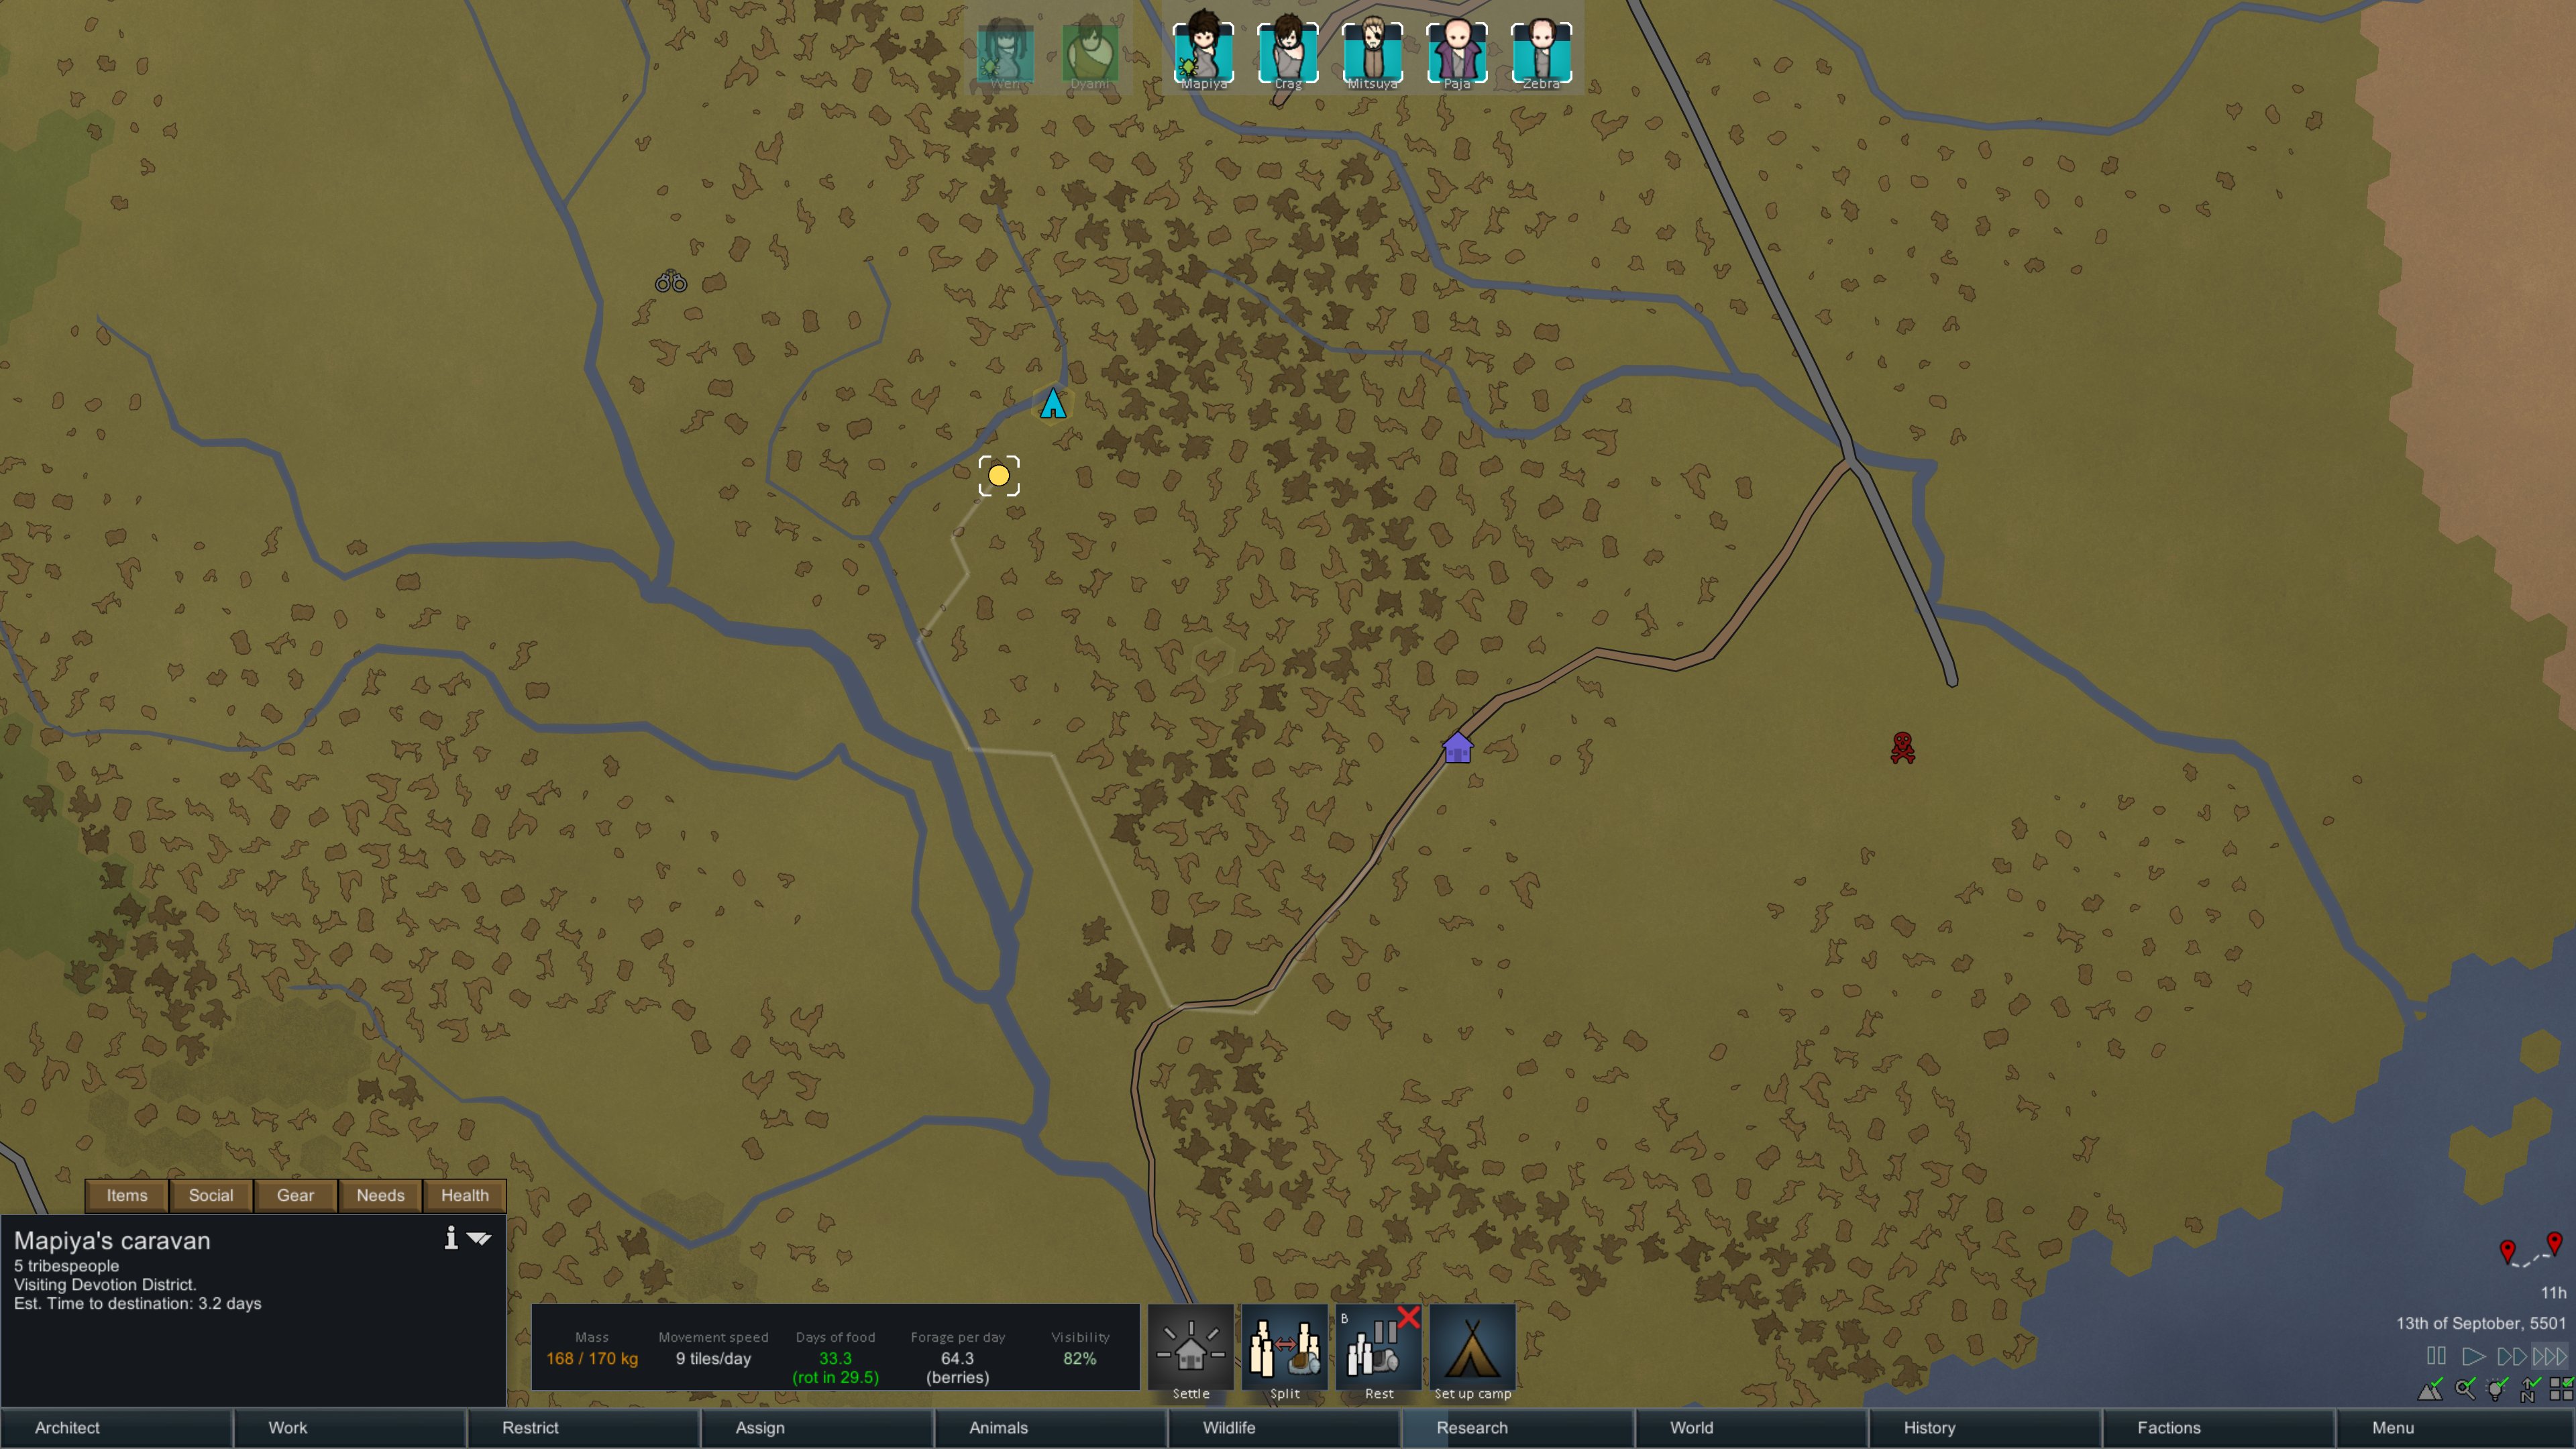 Wen
Dyami
Mapiya
Crag
Mitsuya
Paja
Zebra
Items
Social
Gear
Needs
Health
Mapiya's caravan
5 tribespeople
Visiting Devotion District.
Est. Time to destination: 3.2 days
Mass
168 / 170 kg
Movement speed
9 tiles/day
Days of food
33.3
(rot in 29.5)
Forage per day
64.3
(berries)
Visibility
82%
Settle
Split
B
Rest
Set up camp
11h
13th of Septober, 5501
N
Architect
Work
Restrict
Assign
Animals
Wildlife
Research
World
History
Factions
Menu